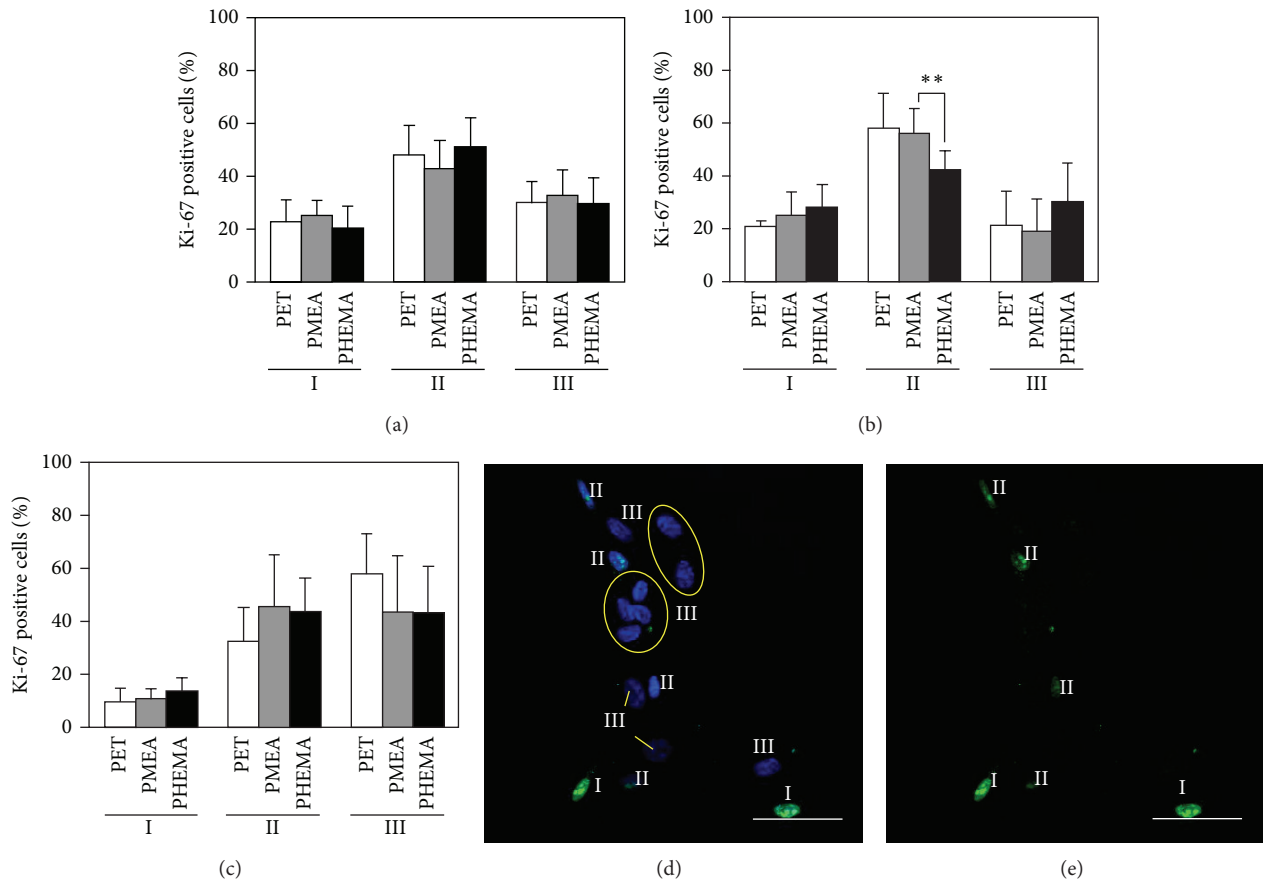 100
80
60
40
20
0
Ki-67 positive cells (%)
PET
PMEA
PHEMA
PET
PMEA
PHEMA
PET
PMEA
PHEMA
I II III
(a)
100
80
60
40
20
0
Ki-67 positive cells (%)
**
PET
PMEA
PHEMA
PET
PMEA
PHEMA
PET
PMEA
PHEMA
I II III
(b)
100
80
60
40
20
0
Ki-67 positive cells (%)
PET
PMEA
PHEMA
PET
PMEA
PHEMA
PET
PMEA
PHEMA
I II III
(c)
II
III
II
III
II
III
III
I II I
(d)
II
II
II
I II I
(e)